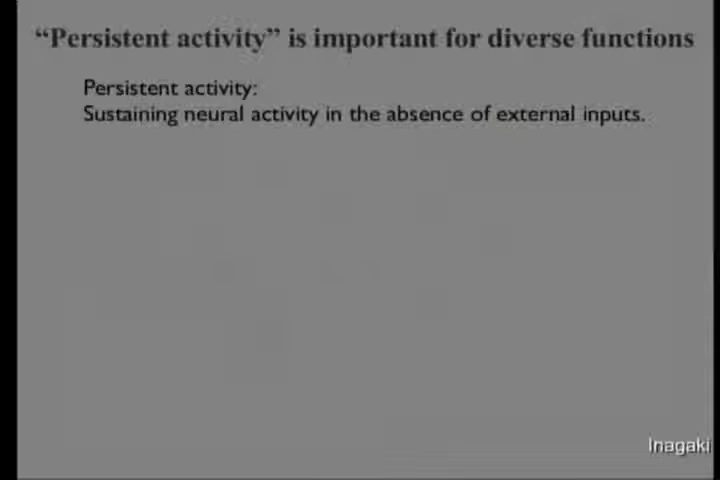 “Persistent activity” is important for diverse functions
Persistent activity:
Sustaining neural activity in the absence of external inputs.
Inagaki